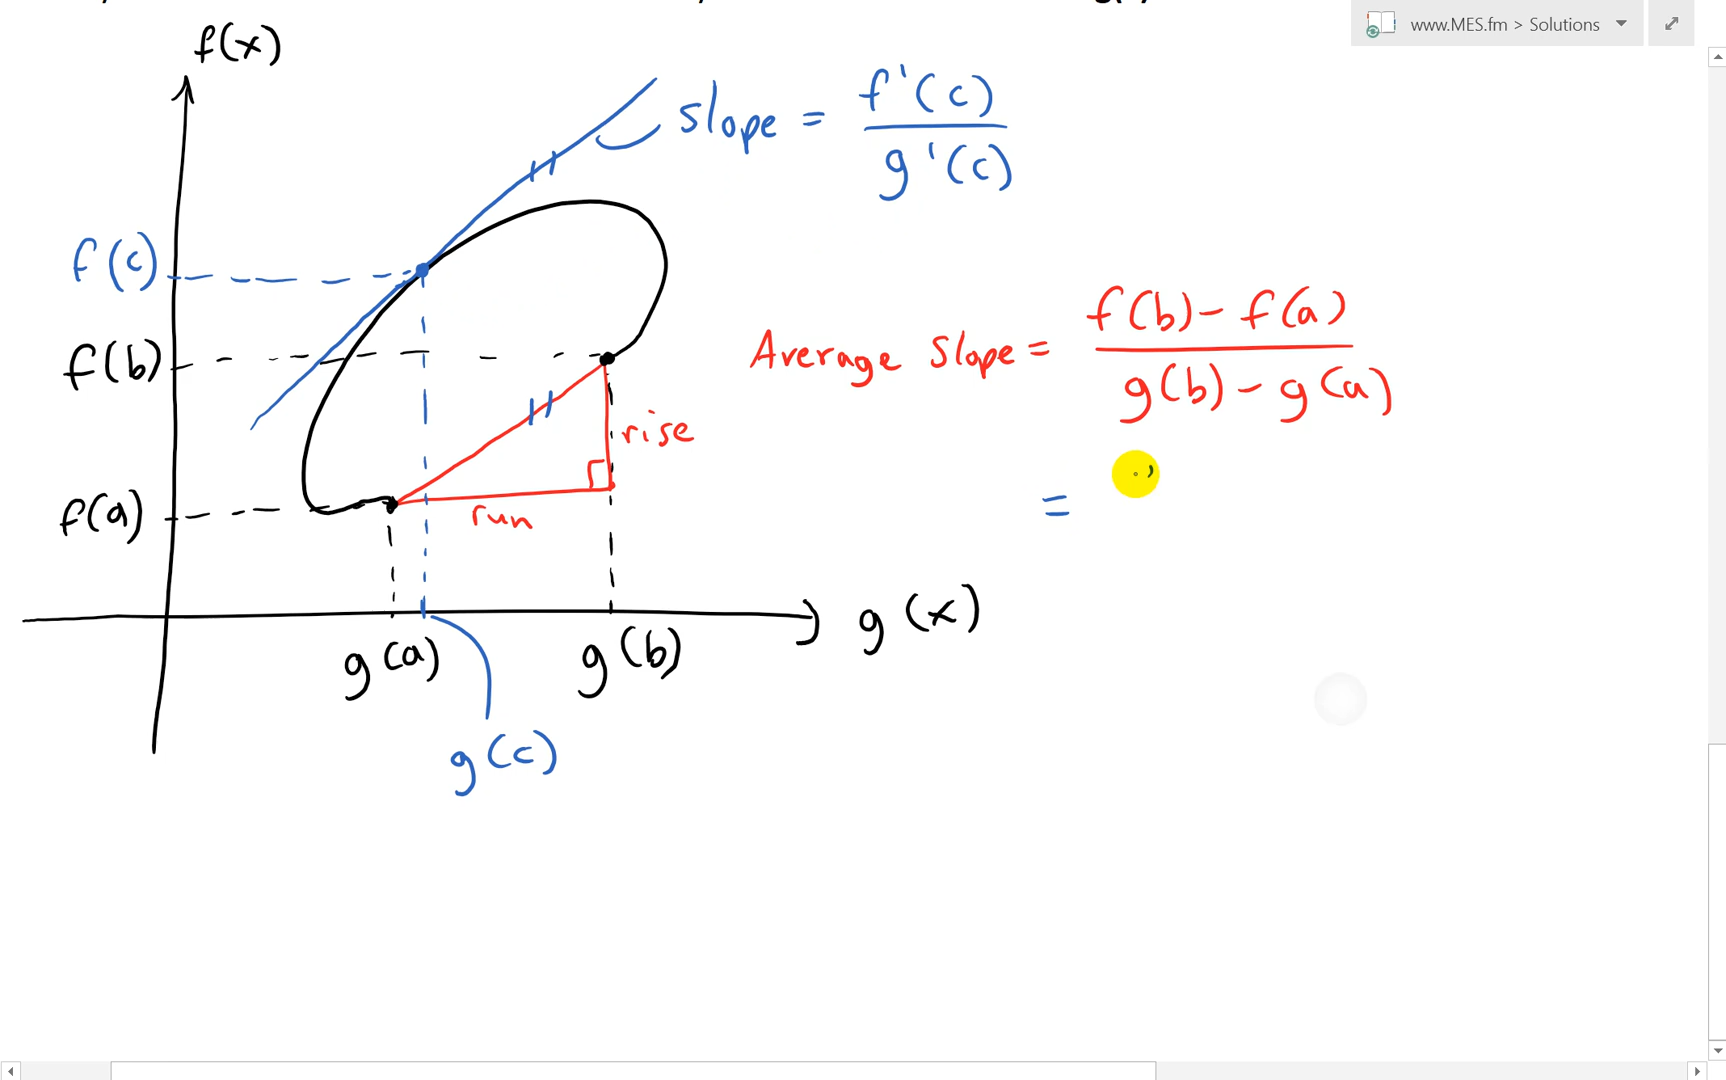 www.MES.fm > Solutions
f(x)
slope = f'(c) / g'(c)
f(c)
f(b)
Average Slope = f(b) - f(a) / g(b) - g(a)
rise
=
f(a)
run
g(x)
g(a)
g(b)
g(c)